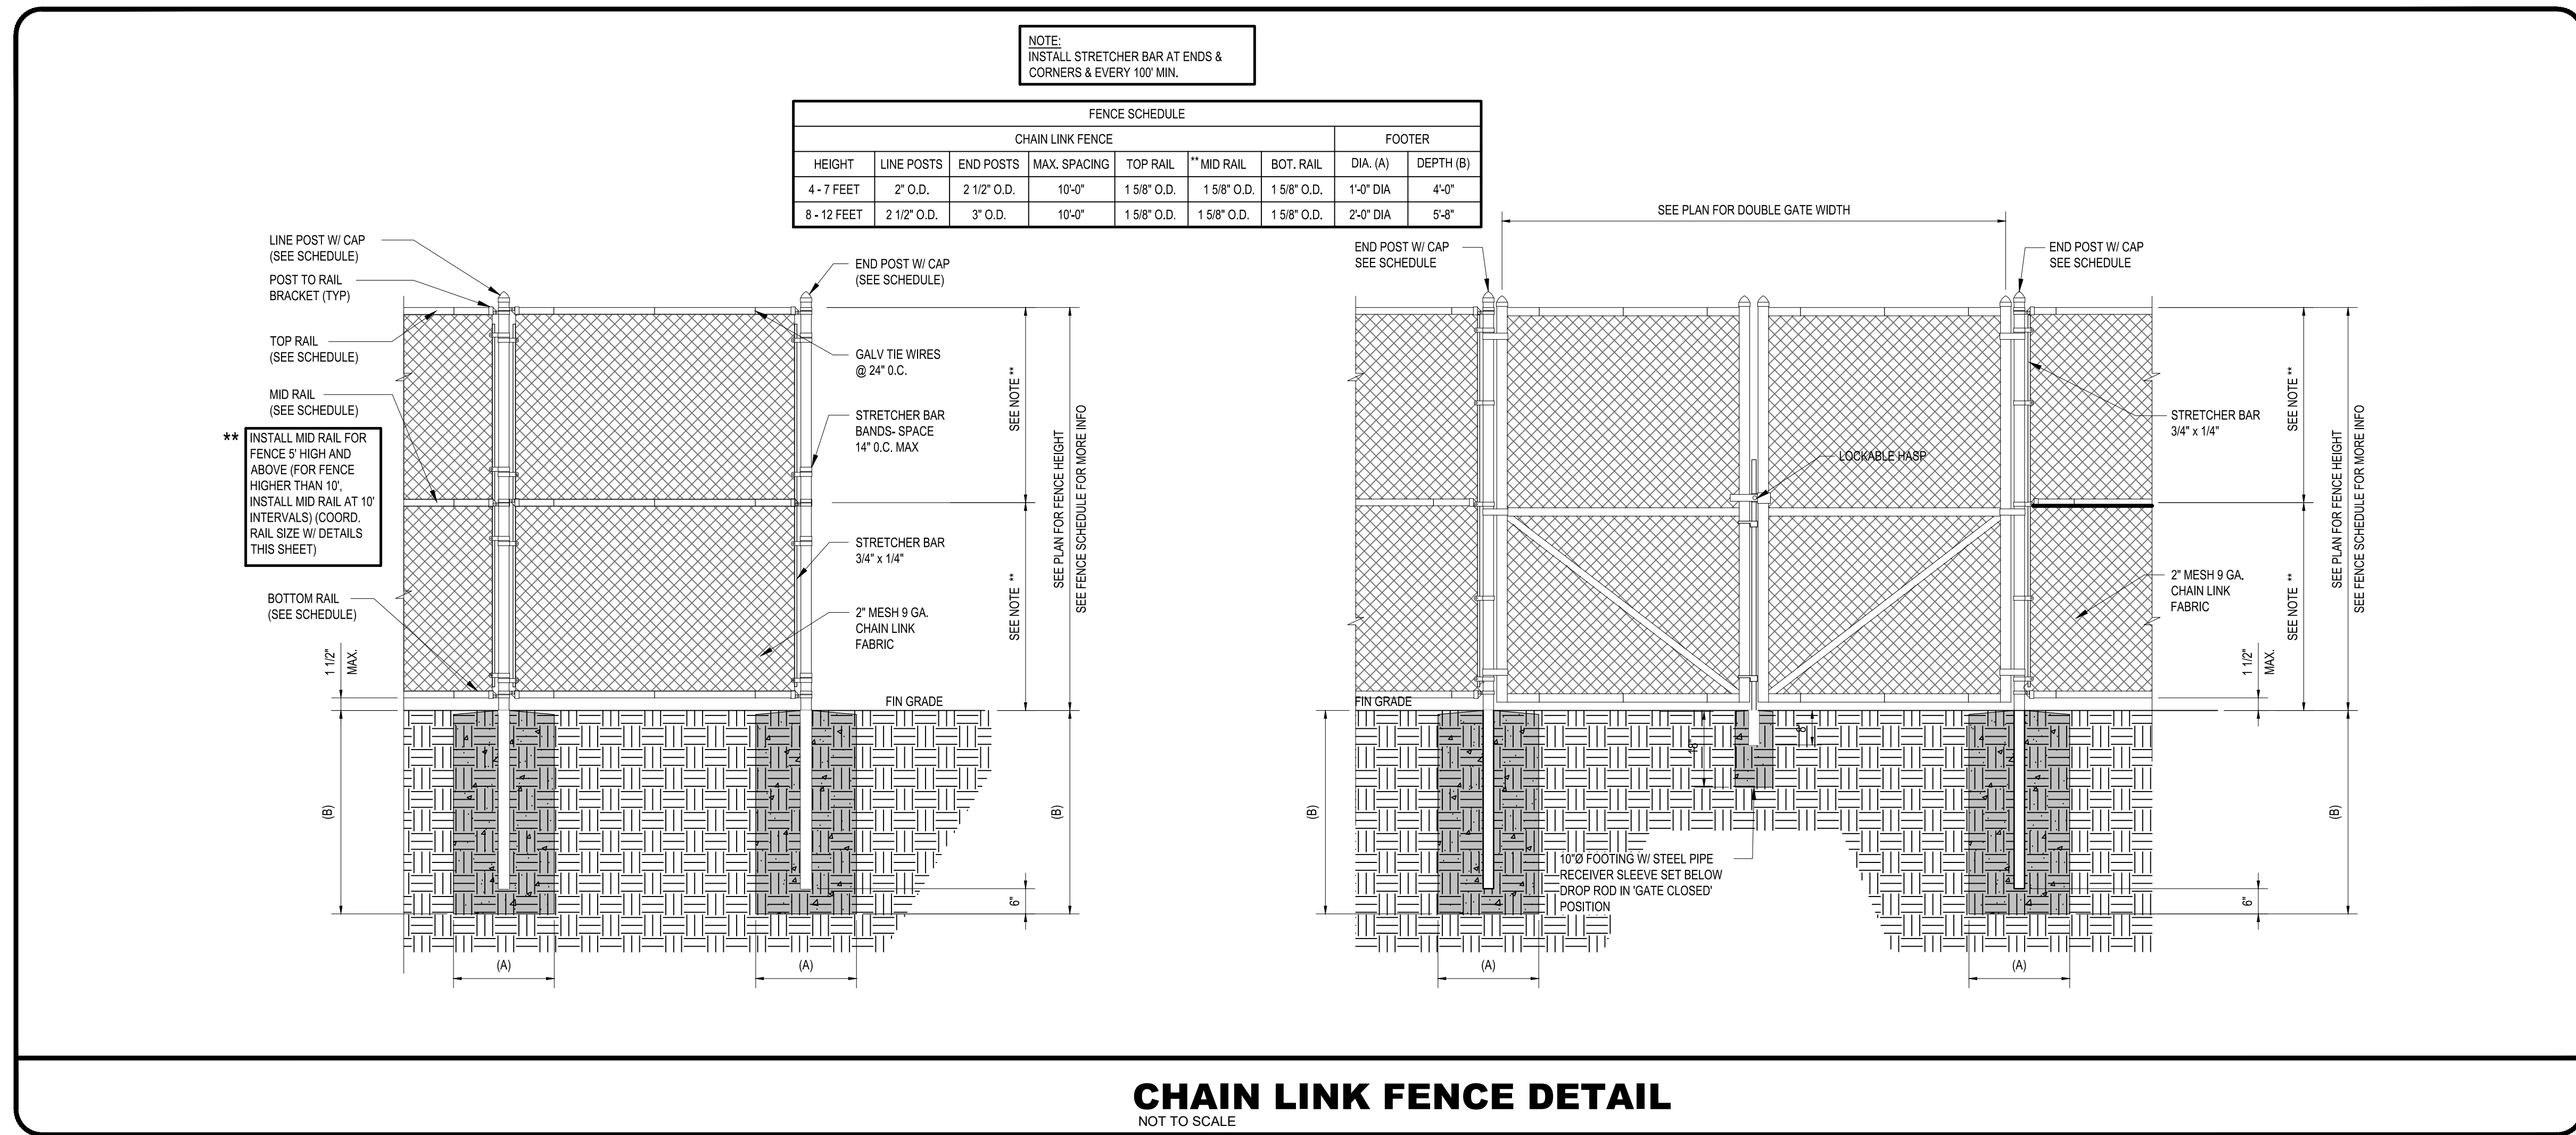 NOTE:
INSTALL STRETCHER BAR AT ENDS &
CORNERS & EVERY 100' MIN.
FENCE SCHEDULE
CHAIN LINK FENCE FOOTER
HEIGHT LINE POSTS END POSTS MAX. SPACING TOP RAIL ** MID RAIL BOT. RAIL DIA. (A) DEPTH (B)
4 - 7 FEET 2" O.D. 2 1/2" O.D. 10'-0" 1 5/8" O.D. 1 5/8" O.D. 1 5/8" O.D. 1'-0" DIA 4'-0"
8 - 12 FEET 2 1/2" O.D. 3" O.D. 10'-0" 1 5/8" O.D. 1 5/8" O.D. 1 5/8" O.D. 2'-0" DIA 5'-8"
LINE POST W/ CAP
(SEE SCHEDULE)
POST TO RAIL
BRACKET (TYP)
TOP RAIL
(SEE SCHEDULE)
MID RAIL
(SEE SCHEDULE)
**
INSTALL MID RAIL FOR
FENCE 5' HIGH AND
ABOVE (FOR FENCE
HIGHER THAN 10',
INSTALL MID RAIL AT 10'
INTERVALS) (COORD.
RAIL SIZE W/ DETAILS
THIS SHEET)
BOTTOM RAIL
(SEE SCHEDULE)
1 1/2"
MAX.
(B)
(A)
(A)
END POST W/ CAP
(SEE SCHEDULE)
GALV TIE WIRES
@ 24" 0.C.
STRETCHER BAR
BANDS- SPACE
14" 0.C. MAX
STRETCHER BAR
3/4" x 1/4"
2" MESH 9 GA.
CHAIN LINK
FABRIC
FIN GRADE
SEE NOTE **
SEE NOTE **
SEE PLAN FOR FENCE HEIGHT
SEE FENCE SCHEDULE FOR MORE INFO
6"
(B)
SEE PLAN FOR DOUBLE GATE WIDTH
END POST W/ CAP
SEE SCHEDULE
END POST W/ CAP
SEE SCHEDULE
LOCKABLE HASP
STRETCHER BAR
3/4" x 1/4"
2" MESH 9 GA.
CHAIN LINK
FABRIC
SEE NOTE **
SEE NOTE **
SEE PLAN FOR FENCE HEIGHT
SEE FENCE SCHEDULE FOR MORE INFO
1 1/2"
MAX.
FIN GRADE
18"
8"
(B)
10"Ø FOOTING W/ STEEL PIPE
RECEIVER SLEEVE SET BELOW
DROP ROD IN 'GATE CLOSED'
POSITION
6"
(B)
(A)
(A)
CHAIN LINK FENCE DETAIL
NOT TO SCALE